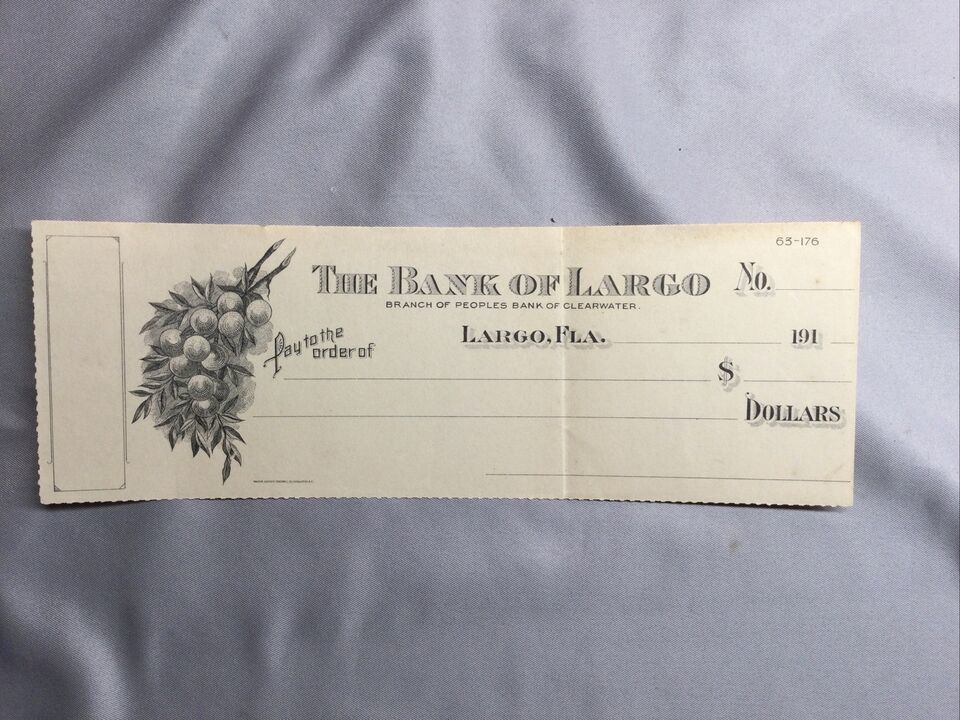 63-176
THE BANK OF LARGO No.
BRANCH OF PEOPLES BANK OF CLEARWATER.
Pay to the
order of
LARGO, FLA. 191
$
DOLLARS